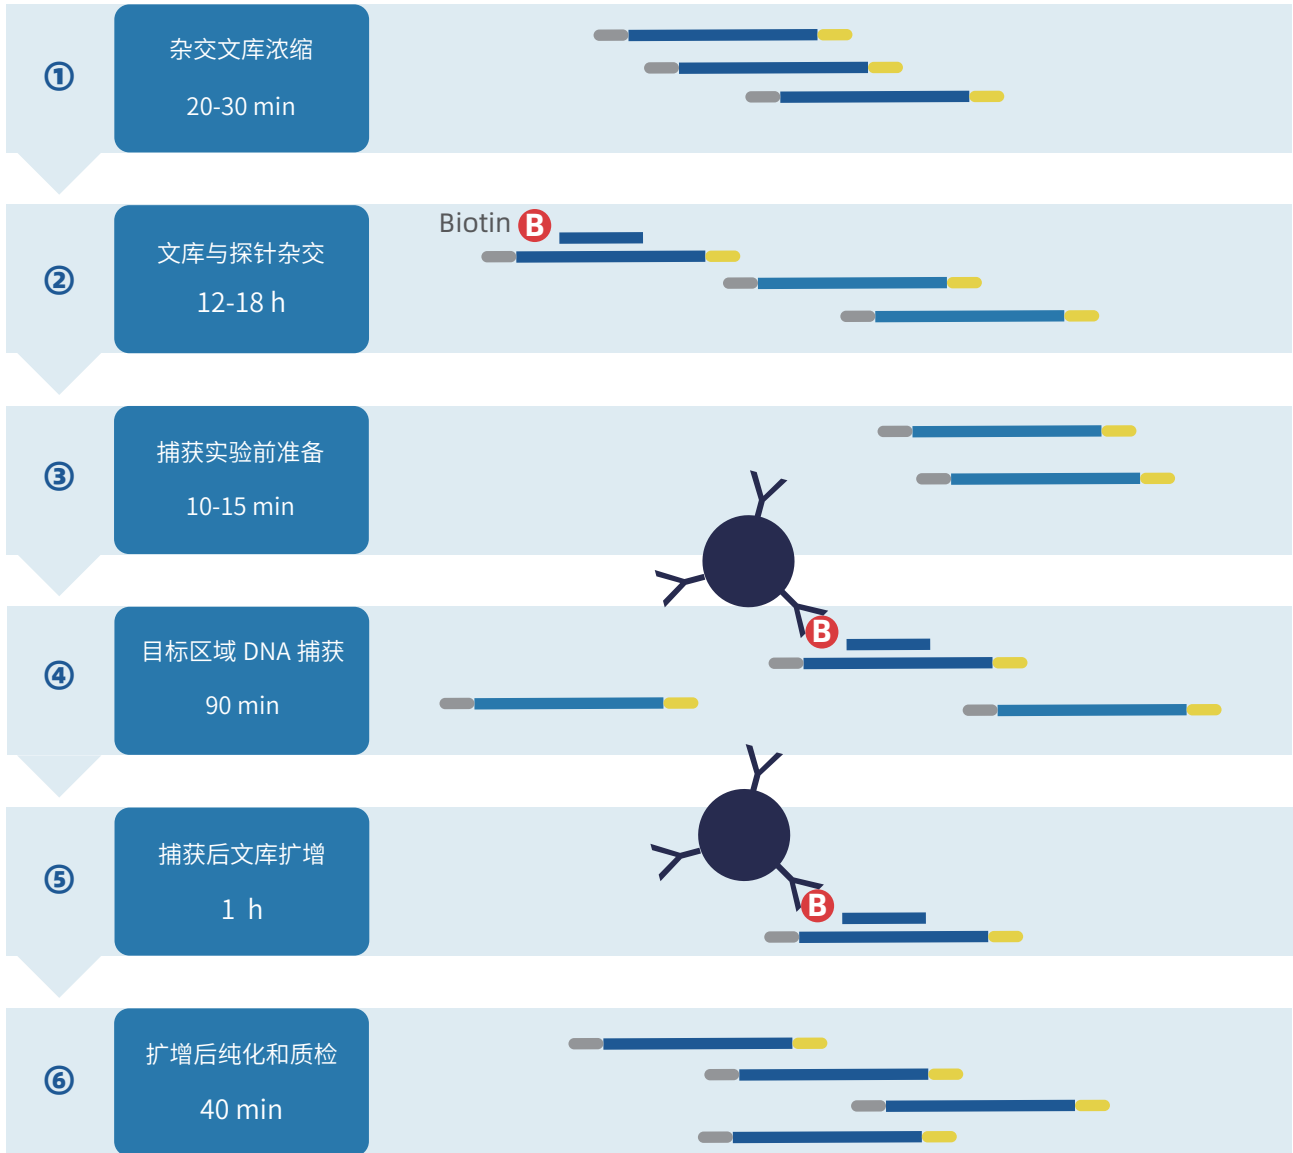 ①
杂交文库浓缩
20-30 min
Biotin B
②
文库与探针杂交
12-18 h
③
捕获实验前准备
10-15 min
④
目标区域 DNA 捕获
90 min
B
⑤
捕获后文库扩增
1 h
B
⑥
扩增后纯化和质检
40 min